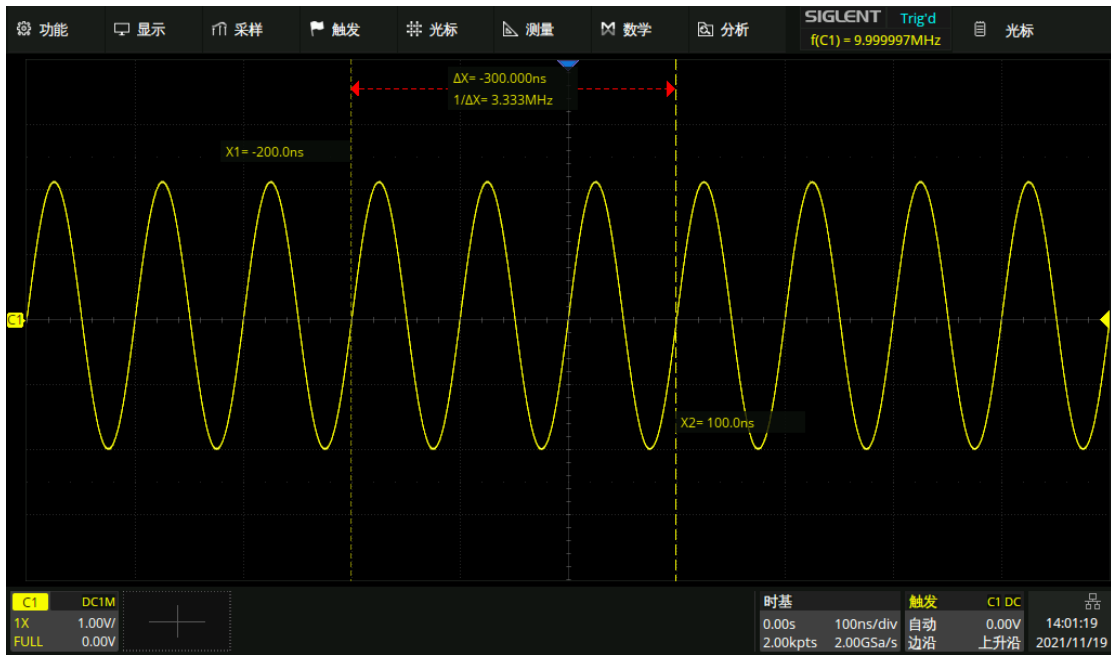 功能 显示 采样 触发 光标 测量 数学 分析 SIGLENT Trig'd 光标
f(C1) = 9.999997MHz
ΔX= -300.000ns
1/ΔX= 3.333MHz
X1= -200.0ns
C1
X2= 100.0ns
C1 DC1M
1X 1.00V/
FULL 0.00V
时基
0.00s 100ns/div
2.00kpts 2.00GSa/s
触发 C1 DC
自动 0.00V
边沿 上升沿
14:01:19
2021/11/19